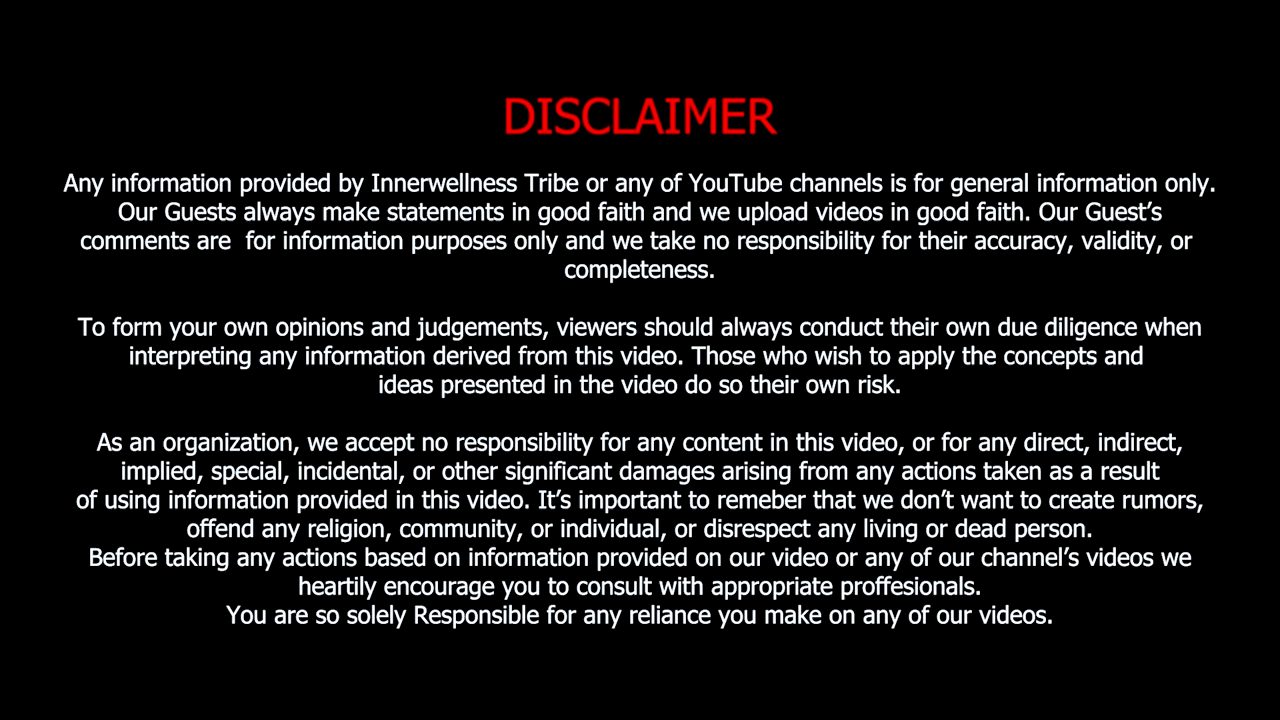 DISCLAIMER
Any information provided by Innerwellness Tribe or any of YouTube channels is for general information only.
Our Guests always make statements in good faith and we upload videos in good faith. Our Guest’s
comments are  for information purposes only and we take no responsibility for their accuracy, validity, or
completeness.
To form your own opinions and judgements, viewers should always conduct their own due diligence when
interpreting any information derived from this video. Those who wish to apply the concepts and
ideas presented in the video do so their own risk.
As an organization, we accept no responsibility for any content in this video, or for any direct, indirect,
implied, special, incidental, or other significant damages arising from any actions taken as a result
of using information provided in this video. It’s important to remeber that we don’t want to create rumors,
offend any religion, community, or individual, or disrespect any living or dead person.
Before taking any actions based on information provided on our video or any of our channel’s videos we
heartily encourage you to consult with appropriate proffesionals.
You are so solely Responsible for any reliance you make on any of our videos.